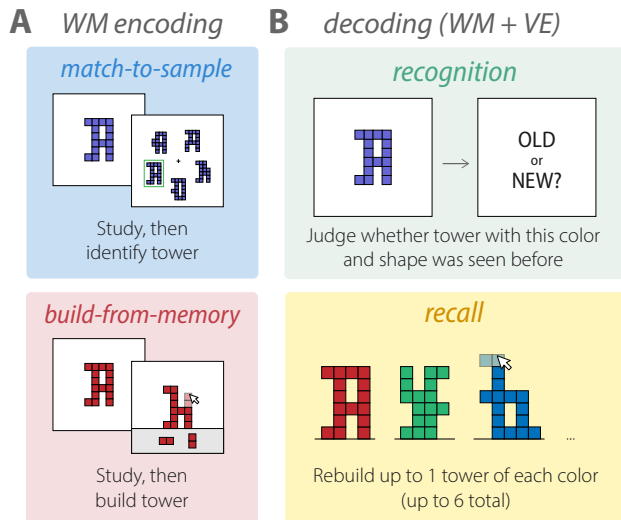 A WM encoding
match-to-sample
Study, then
identify tower
build-from-memory
Study, then
build tower
B decoding (WM + VE)
recognition
OLD
or
NEW?
Judge whether tower with this color
and shape was seen before
recall
...
Rebuild up to 1 tower of each color
(up to 6 total)